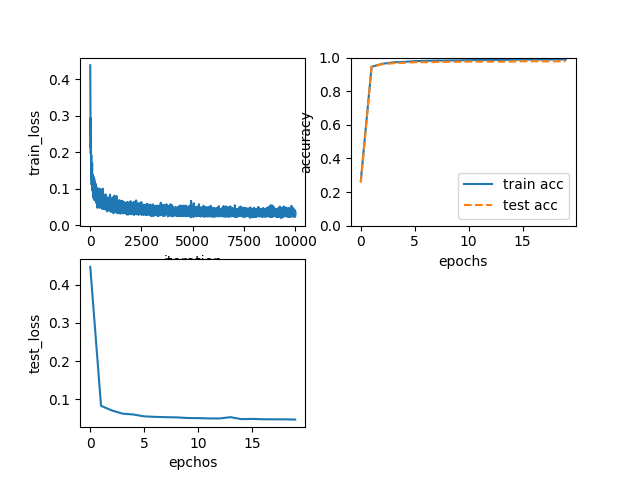 train_loss
0.4
0.3
0.2
0.1
0.0
0 2500 5000 7500 10000
iteration
accuracy
1.0
0.8
0.6
0.4
0.2
0.0
train acc
test acc
0 5 10 15
epochs
test_loss
0.4
0.3
0.2
0.1
0 5 10 15
epchos